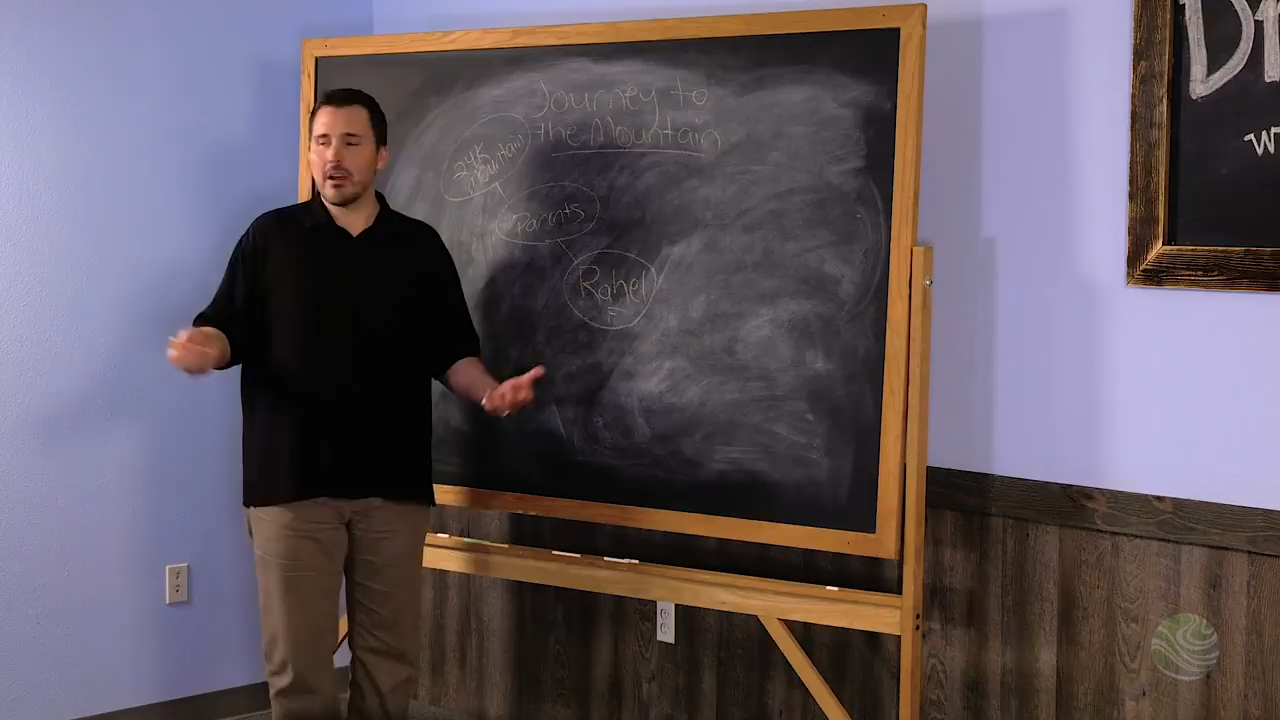 Journey to
the Mountain
24K
Mountain
Parents
Rahel
F